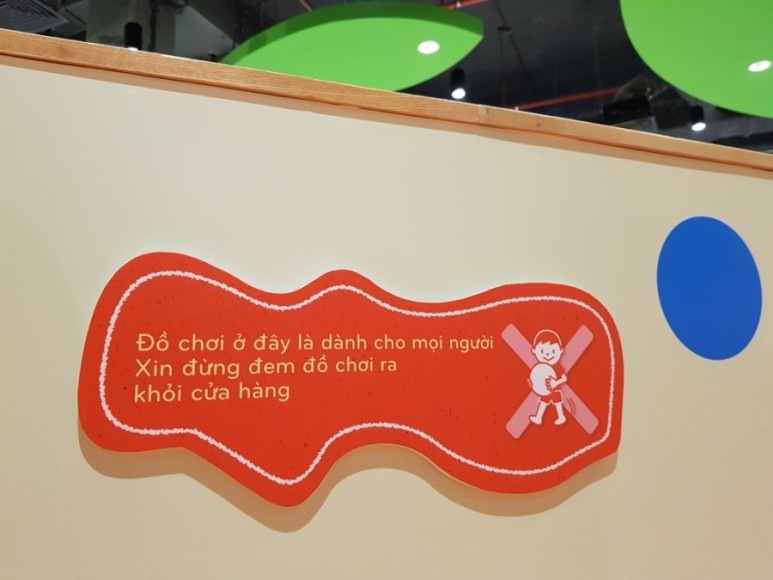 Đồ chơi ở đây là dành cho mọi người
Xin đừng đem đồ chơi ra
khỏi cửa hàng